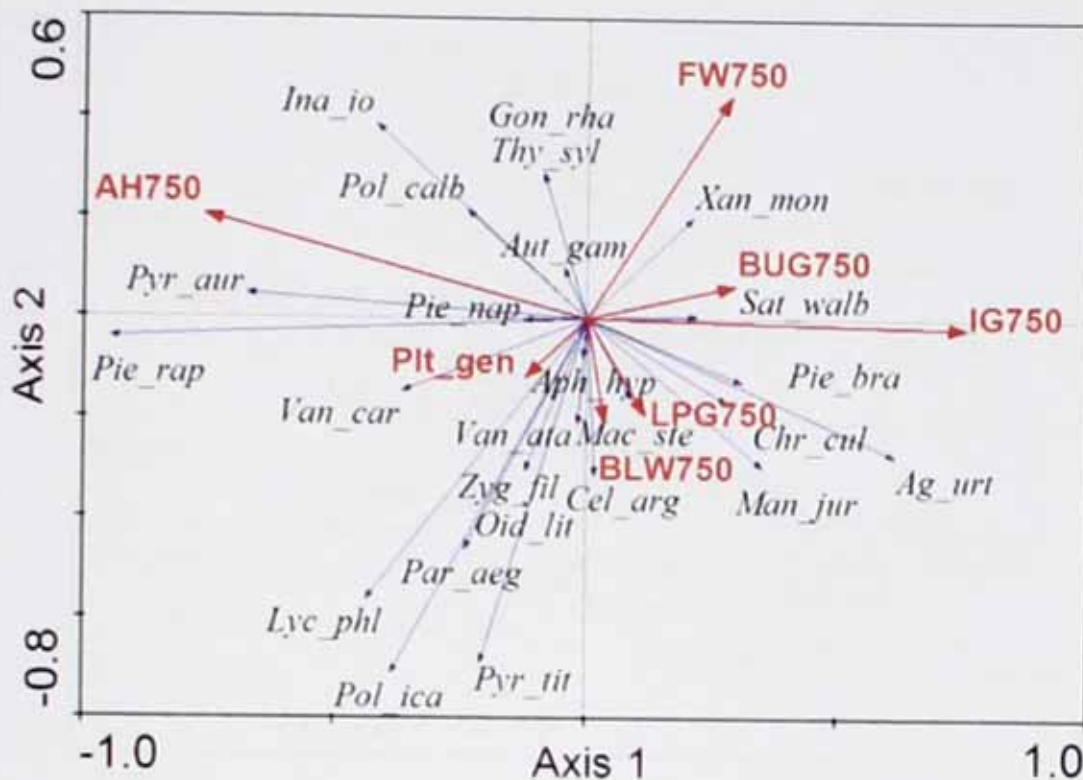 0.6
FW750
Ina_io
Gon_rha
Thy_syl
AH750
Pol_calb
Xan_mon
Aut_gam
BUG750
Pyr_aur
Pie_nap
Sat_walb
IG750
Axis 2
Pie_rap
Plt_gen
Aph_hyp
Pie_bra
Van_car
LPG750
Van_ata
Mac_ste
Chr_cul
BLW750
Zyg_fil
Cel_arg
Man_jur
Ag_urt
Oid_lit
Par_aeg
Lyc_phl
Pol_ica
Pyr_tit
-0.8
-1.0
Axis 1
1.0